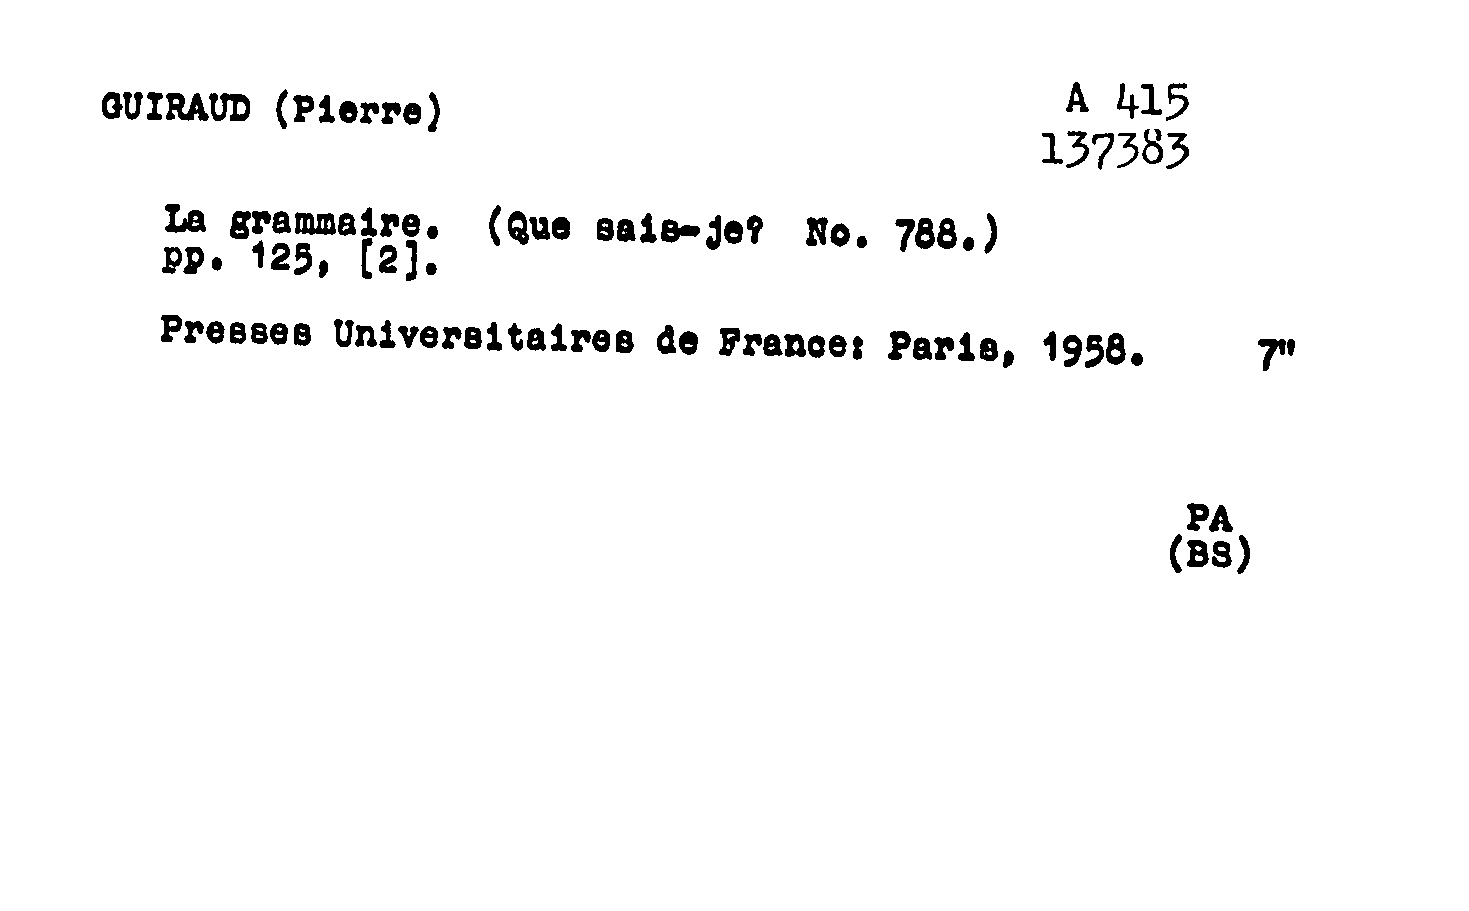 GUIRAUD (Pierre)
A 415
137383
La grammaire. (Que sais-je? No. 788.)
pp. 125, [2].
Presses Universitaires de France: Paris, 1958. 7"
PA
(BS)